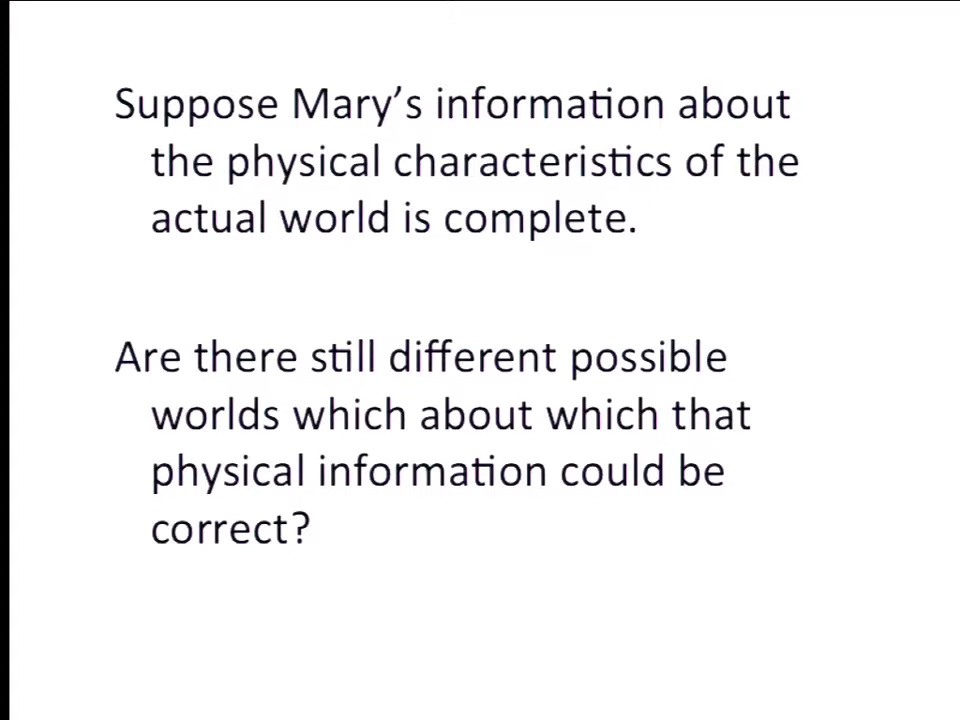 Suppose Mary’s information about
the physical characteristics of the
actual world is complete.
Are there still different possible
worlds which about which that
physical information could be
correct?